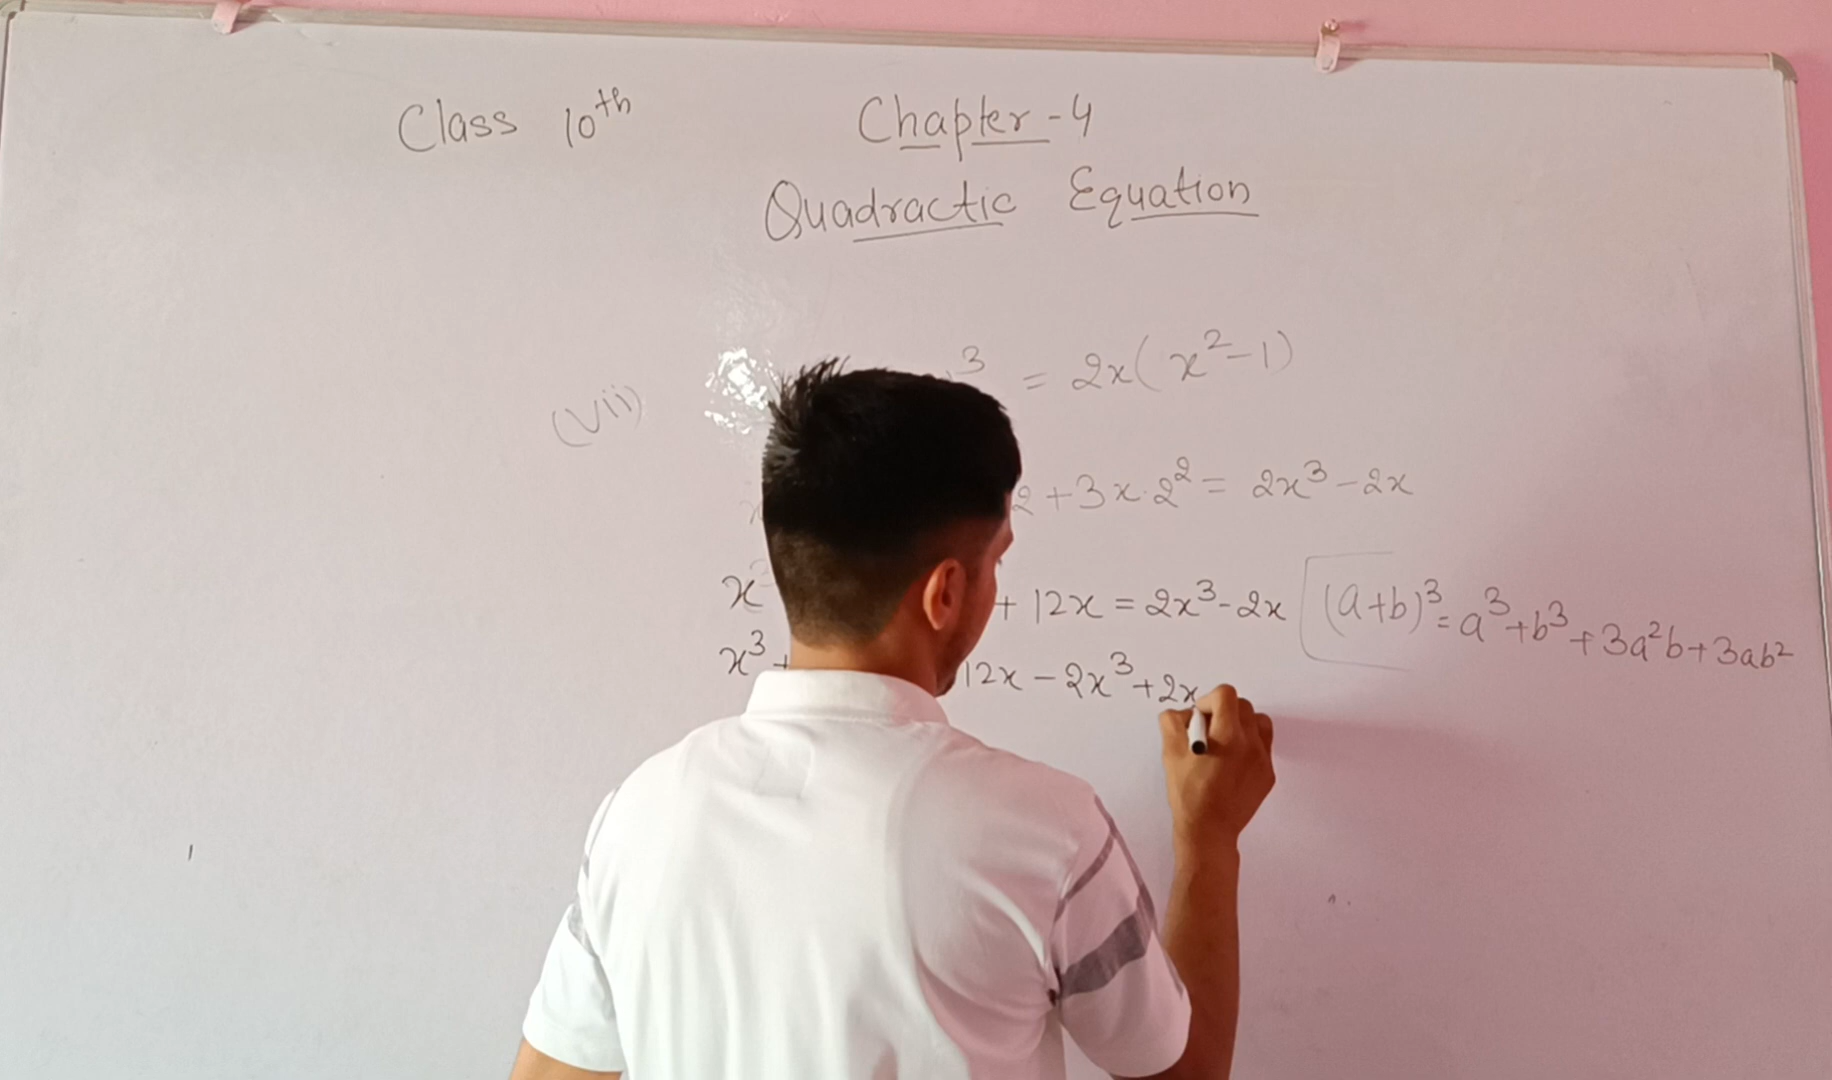 Class 10th
Chapter-4
Quadractic Equation
(vii) 3 = 2x(x²-1)
2+3x.2² = 2x³-2x
x + 12x = 2x³-2x
(a+b)³ = a³+b³+3a²b+3ab²
x³+ 12x - 2x³+2x